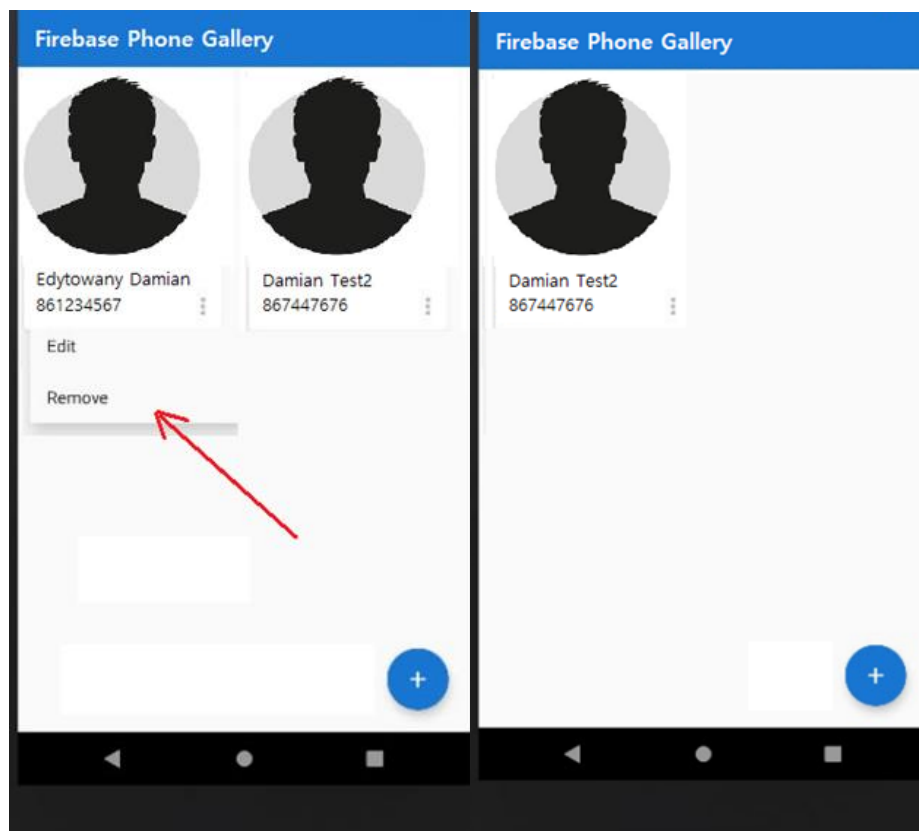 Firebase Phone Gallery
Edytowany Damian
861234567
Damian Test2
867447676
Edit
Remove
+
Firebase Phone Gallery
Damian Test2
867447676
+